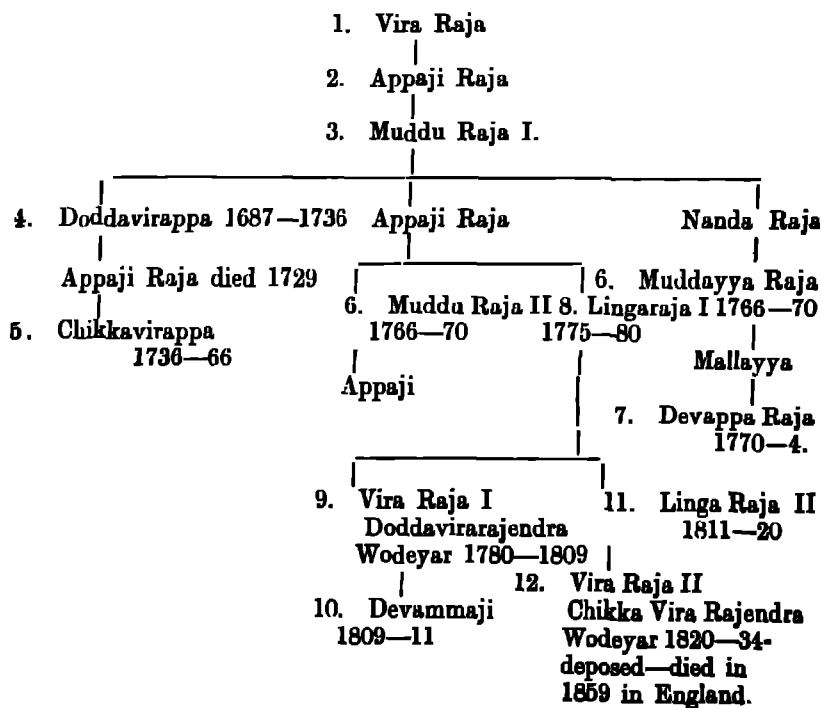 1. Vira Raja
2. Appaji Raja
3. Muddu Raja I.
4. Doddavirappa 1687—1736 Appaji Raja Nanda Raja
Appaji Raja died 1729 6. Muddayya Raja
6. Muddu Raja II 8. Lingaraja I 1766—70
5. Chikkavirappa 1766—70 1775—80
1736—66 Mallayya
Appaji
7. Devappa Raja
1770—4.
9. Vira Raja I 11. Linga Raja II
Doddavirarajendra 1811—20
Wodeyar 1780—1809
12. Vira Raja II
10. Devammaji Chikka Vira Rajendra
1809—11 Wodeyar 1820—34-
deposed—died in
1859 in England.